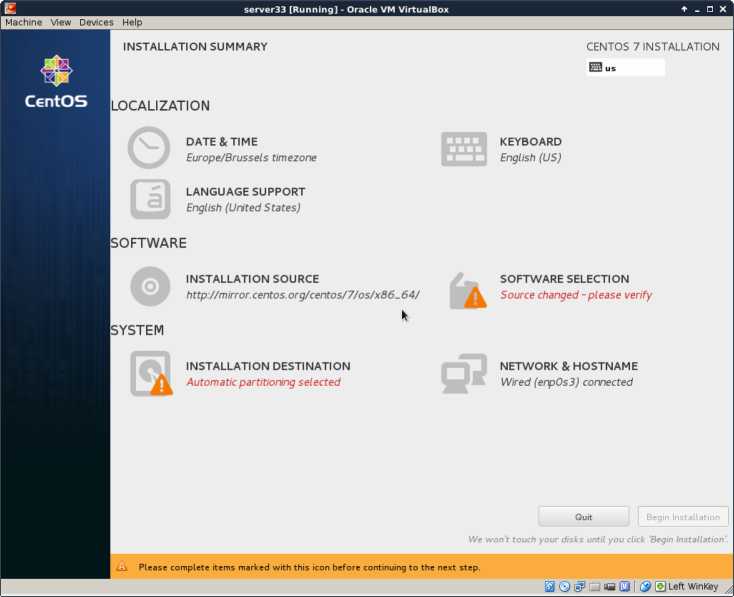 server33 [Running] - Oracle VM VirtualBox
Machine View Devices Help
INSTALLATION SUMMARY
CENTOS 7 INSTALLATION
us
CentOS
LOCALIZATION
DATE & TIME
Europe/Brussels timezone
KEYBOARD
English (US)
LANGUAGE SUPPORT
English (United States)
SOFTWARE
INSTALLATION SOURCE
http://mirror.centos.org/centos/7/os/x86_64/
SOFTWARE SELECTION
Source changed - please verify
SYSTEM
INSTALLATION DESTINATION
Automatic partitioning selected
NETWORK & HOSTNAME
Wired (enp0s3) connected
Quit
Begin Installation
We won't touch your disks until you click 'Begin Installation'.
Please complete items marked with this icon before continuing to the next step.
Left WinKey